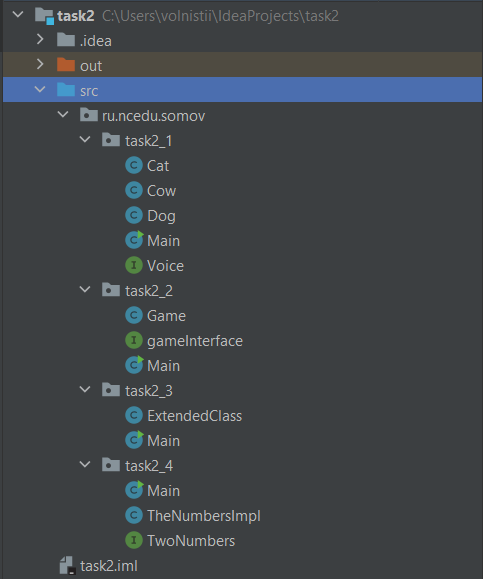 task2 C:\Users\volnistii\IdeaProjects\task2
.idea
out
src
ru.ncedu.somov
task2_1
C Cat
C Cow
C Dog
C Main
I Voice
task2_2
C Game
I gameInterface
C Main
task2_3
C ExtendedClass
C Main
task2_4
C Main
C TheNumbersImpl
I TwoNumbers
task2.iml